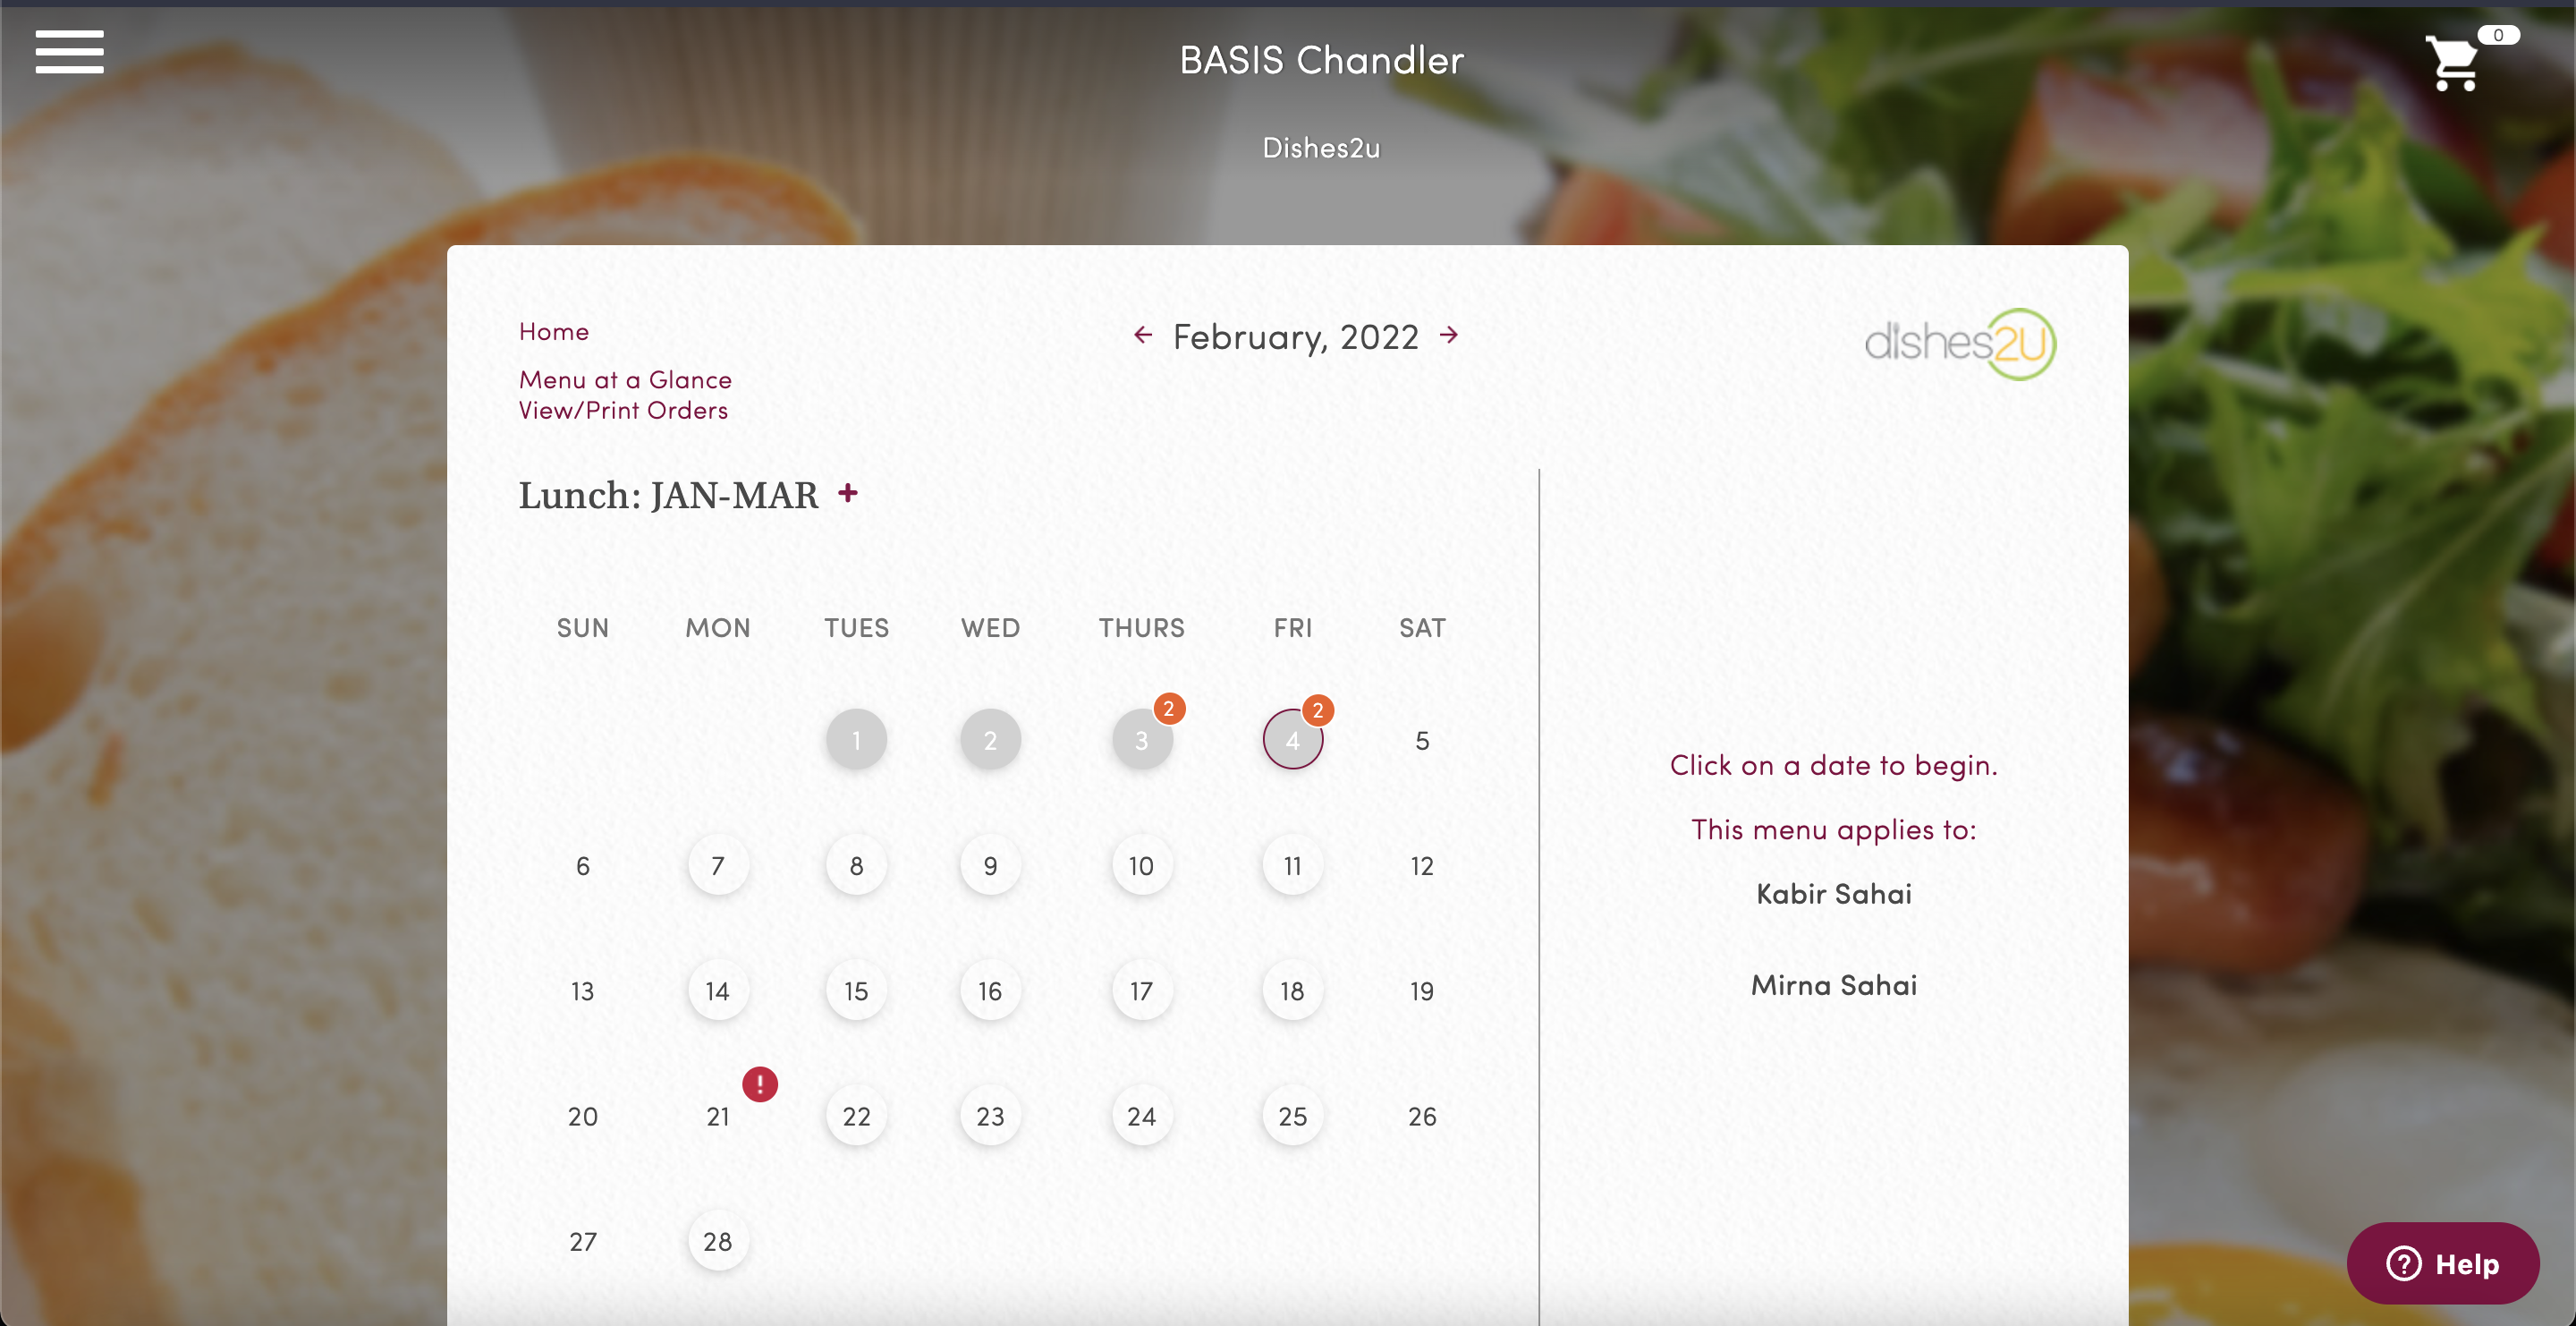 BASIS Chandler
0
Dishes2u
Home
← February, 2022 →
dishes2U
Menu at a Glance
View/Print Orders
Lunch: JAN-MAR +
SUN MON TUES WED THURS FRI SAT
2 2
1 2 3 4 5
6 7 8 9 10 11 12
13 14 15 16 17 18 19
!
20 21 22 23 24 25 26
27 28
Click on a date to begin.
This menu applies to:
Kabir Sahai
Mirna Sahai
? Help